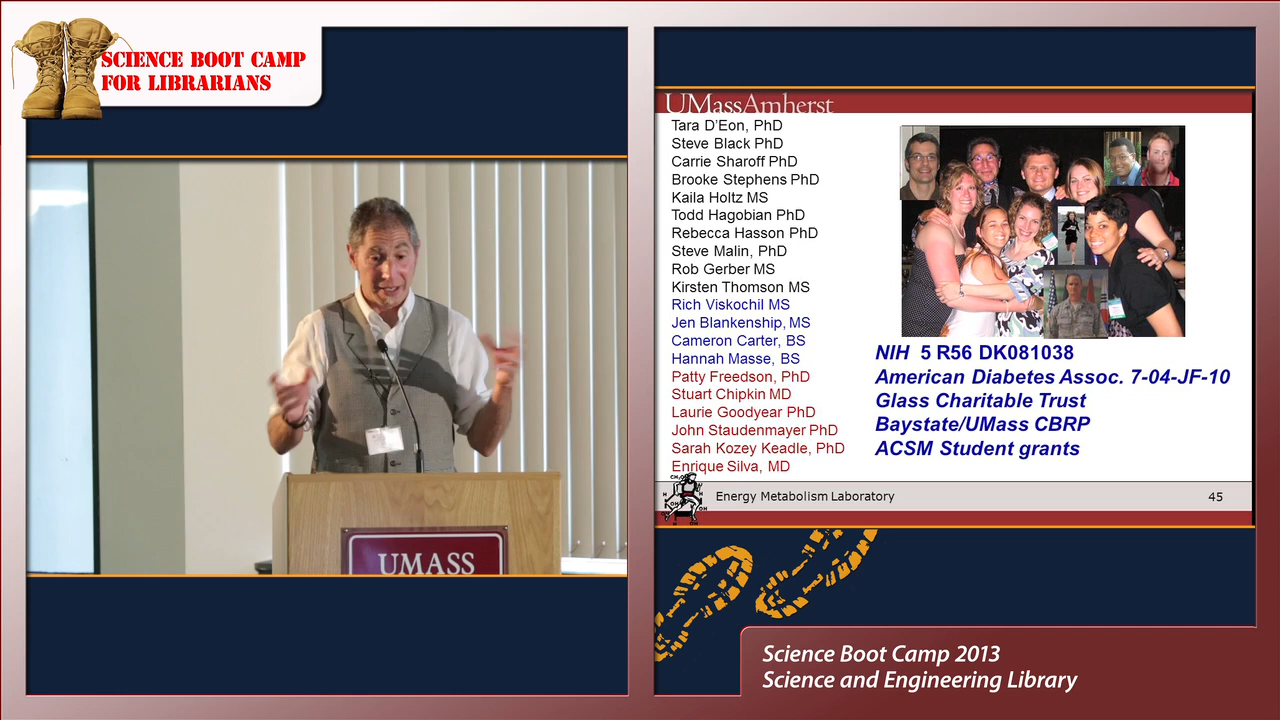 SCIENCE BOOT CAMP
FOR LIBRARIANS
UMASS
UMassAmherst
Tara D'Eon, PhD
Steve Black PhD
Carrie Sharoff PhD
Brooke Stephens PhD
Kaila Holtz MS
Todd Hagobian PhD
Rebecca Hasson PhD
Steve Malin, PhD
Rob Gerber MS
Kirsten Thomson MS
Rich Viskochil MS
Jen Blankenship, MS
Cameron Carter, BS
Hannah Masse, BS
Patty Freedson, PhD
Stuart Chipkin MD
Laurie Goodyear PhD
John Staudenmayer PhD
Sarah Kozey Keadle, PhD
Enrique Silva, MD
NIH 5 R56 DK081038
American Diabetes Assoc. 7-04-JF-10
Glass Charitable Trust
Baystate/UMass CBRP
ACSM Student grants
Energy Metabolism Laboratory
45
Science Boot Camp 2013
Science and Engineering Library